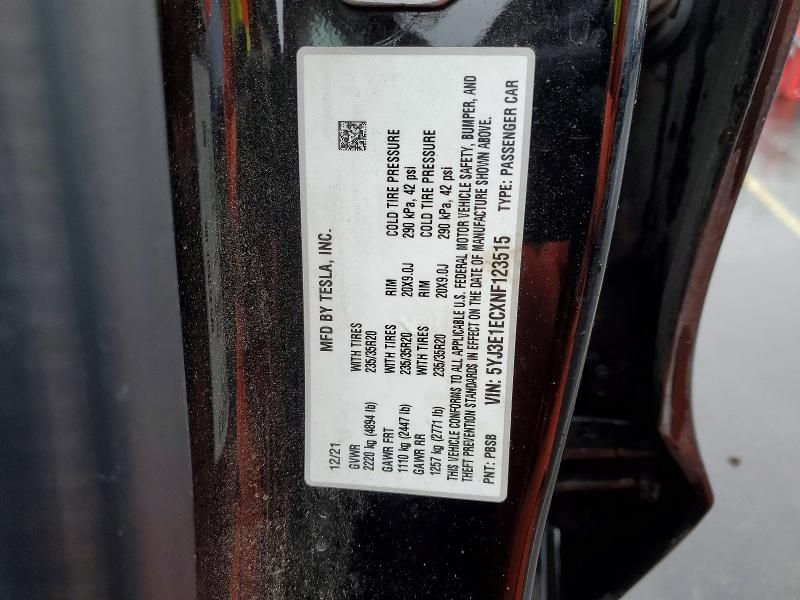 12/21 MFD BY TESLA, INC.
GVWR WITH TIRES
2220 kg (4894 lb) 235/35R20
GAWR FRT WITH TIRES RIM COLD TIRE PRESSURE
1110 kg (2447 lb) 235/35R20 20X9.0J 290 kPa, 42 psi
GAWR RR WITH TIRES RIM COLD TIRE PRESSURE
1257 kg (2771 lb) 235/35R20 20X9.0J 290 kPa, 42 psi
THIS VEHICLE CONFORMS TO ALL APPLICABLE U.S. FEDERAL MOTOR VEHICLE SAFETY, BUMPER, AND
THEFT PREVENTION STANDARDS IN EFFECT ON THE DATE OF MANUFACTURE SHOWN ABOVE.
PNT: PBSB VIN: 5YJ3E1ECXNF123515 TYPE: PASSENGER CAR